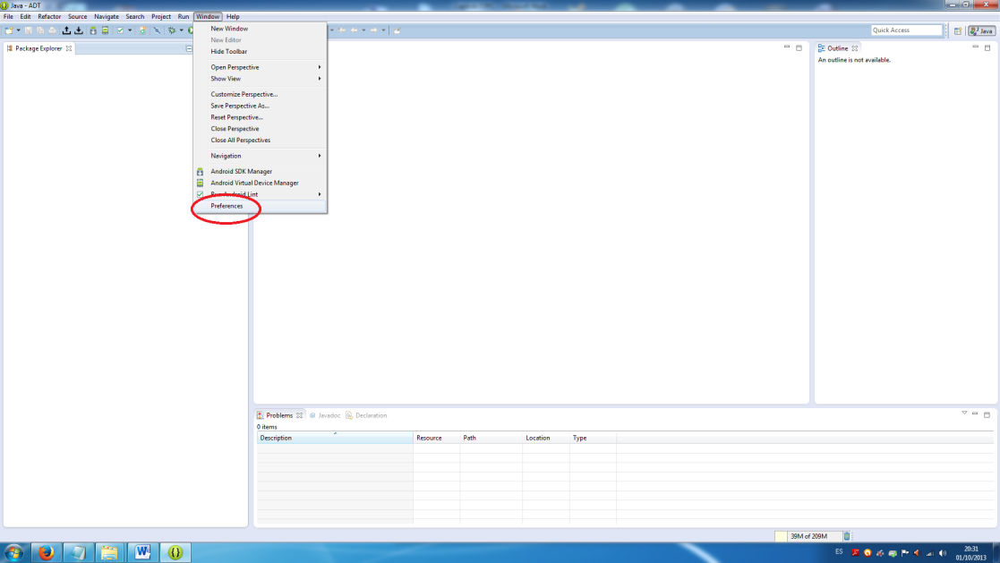 Java - ADT
File Edit Refactor Source Navigate Search Project Run Window Help
Quick Access
Java
Package Explorer
New Window
New Editor
Hide Toolbar
Open Perspective
Show View
Customize Perspective...
Save Perspective As...
Reset Perspective...
Close Perspective
Close All Perspectives
Navigation
Android SDK Manager
Android Virtual Device Manager
Run Android Lint
Preferences
Outline
An outline is not available.
Problems Javadoc Declaration
0 items
Description Resource Path Location Type
39M of 209M
ES
20:31
01/10/2013